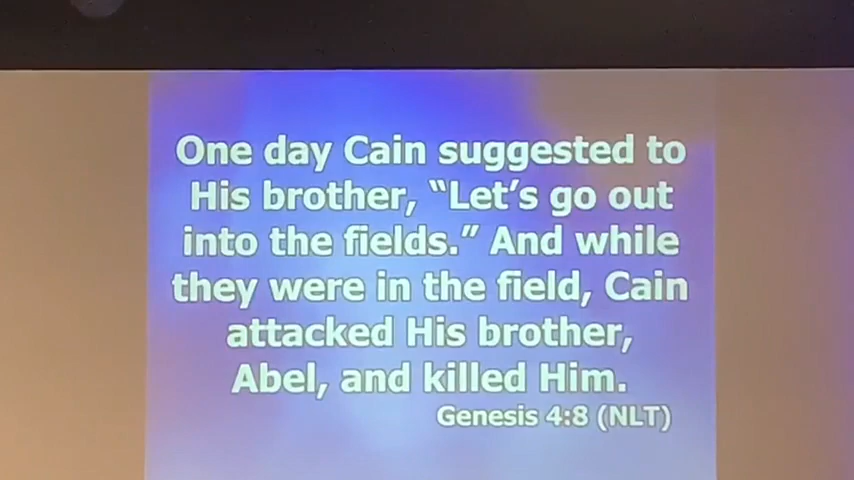 One day Cain suggested to
His brother, “Let’s go out
into the fields.” And while
they were in the field, Cain
attacked His brother,
Abel, and killed Him.
Genesis 4:8 (NLT)